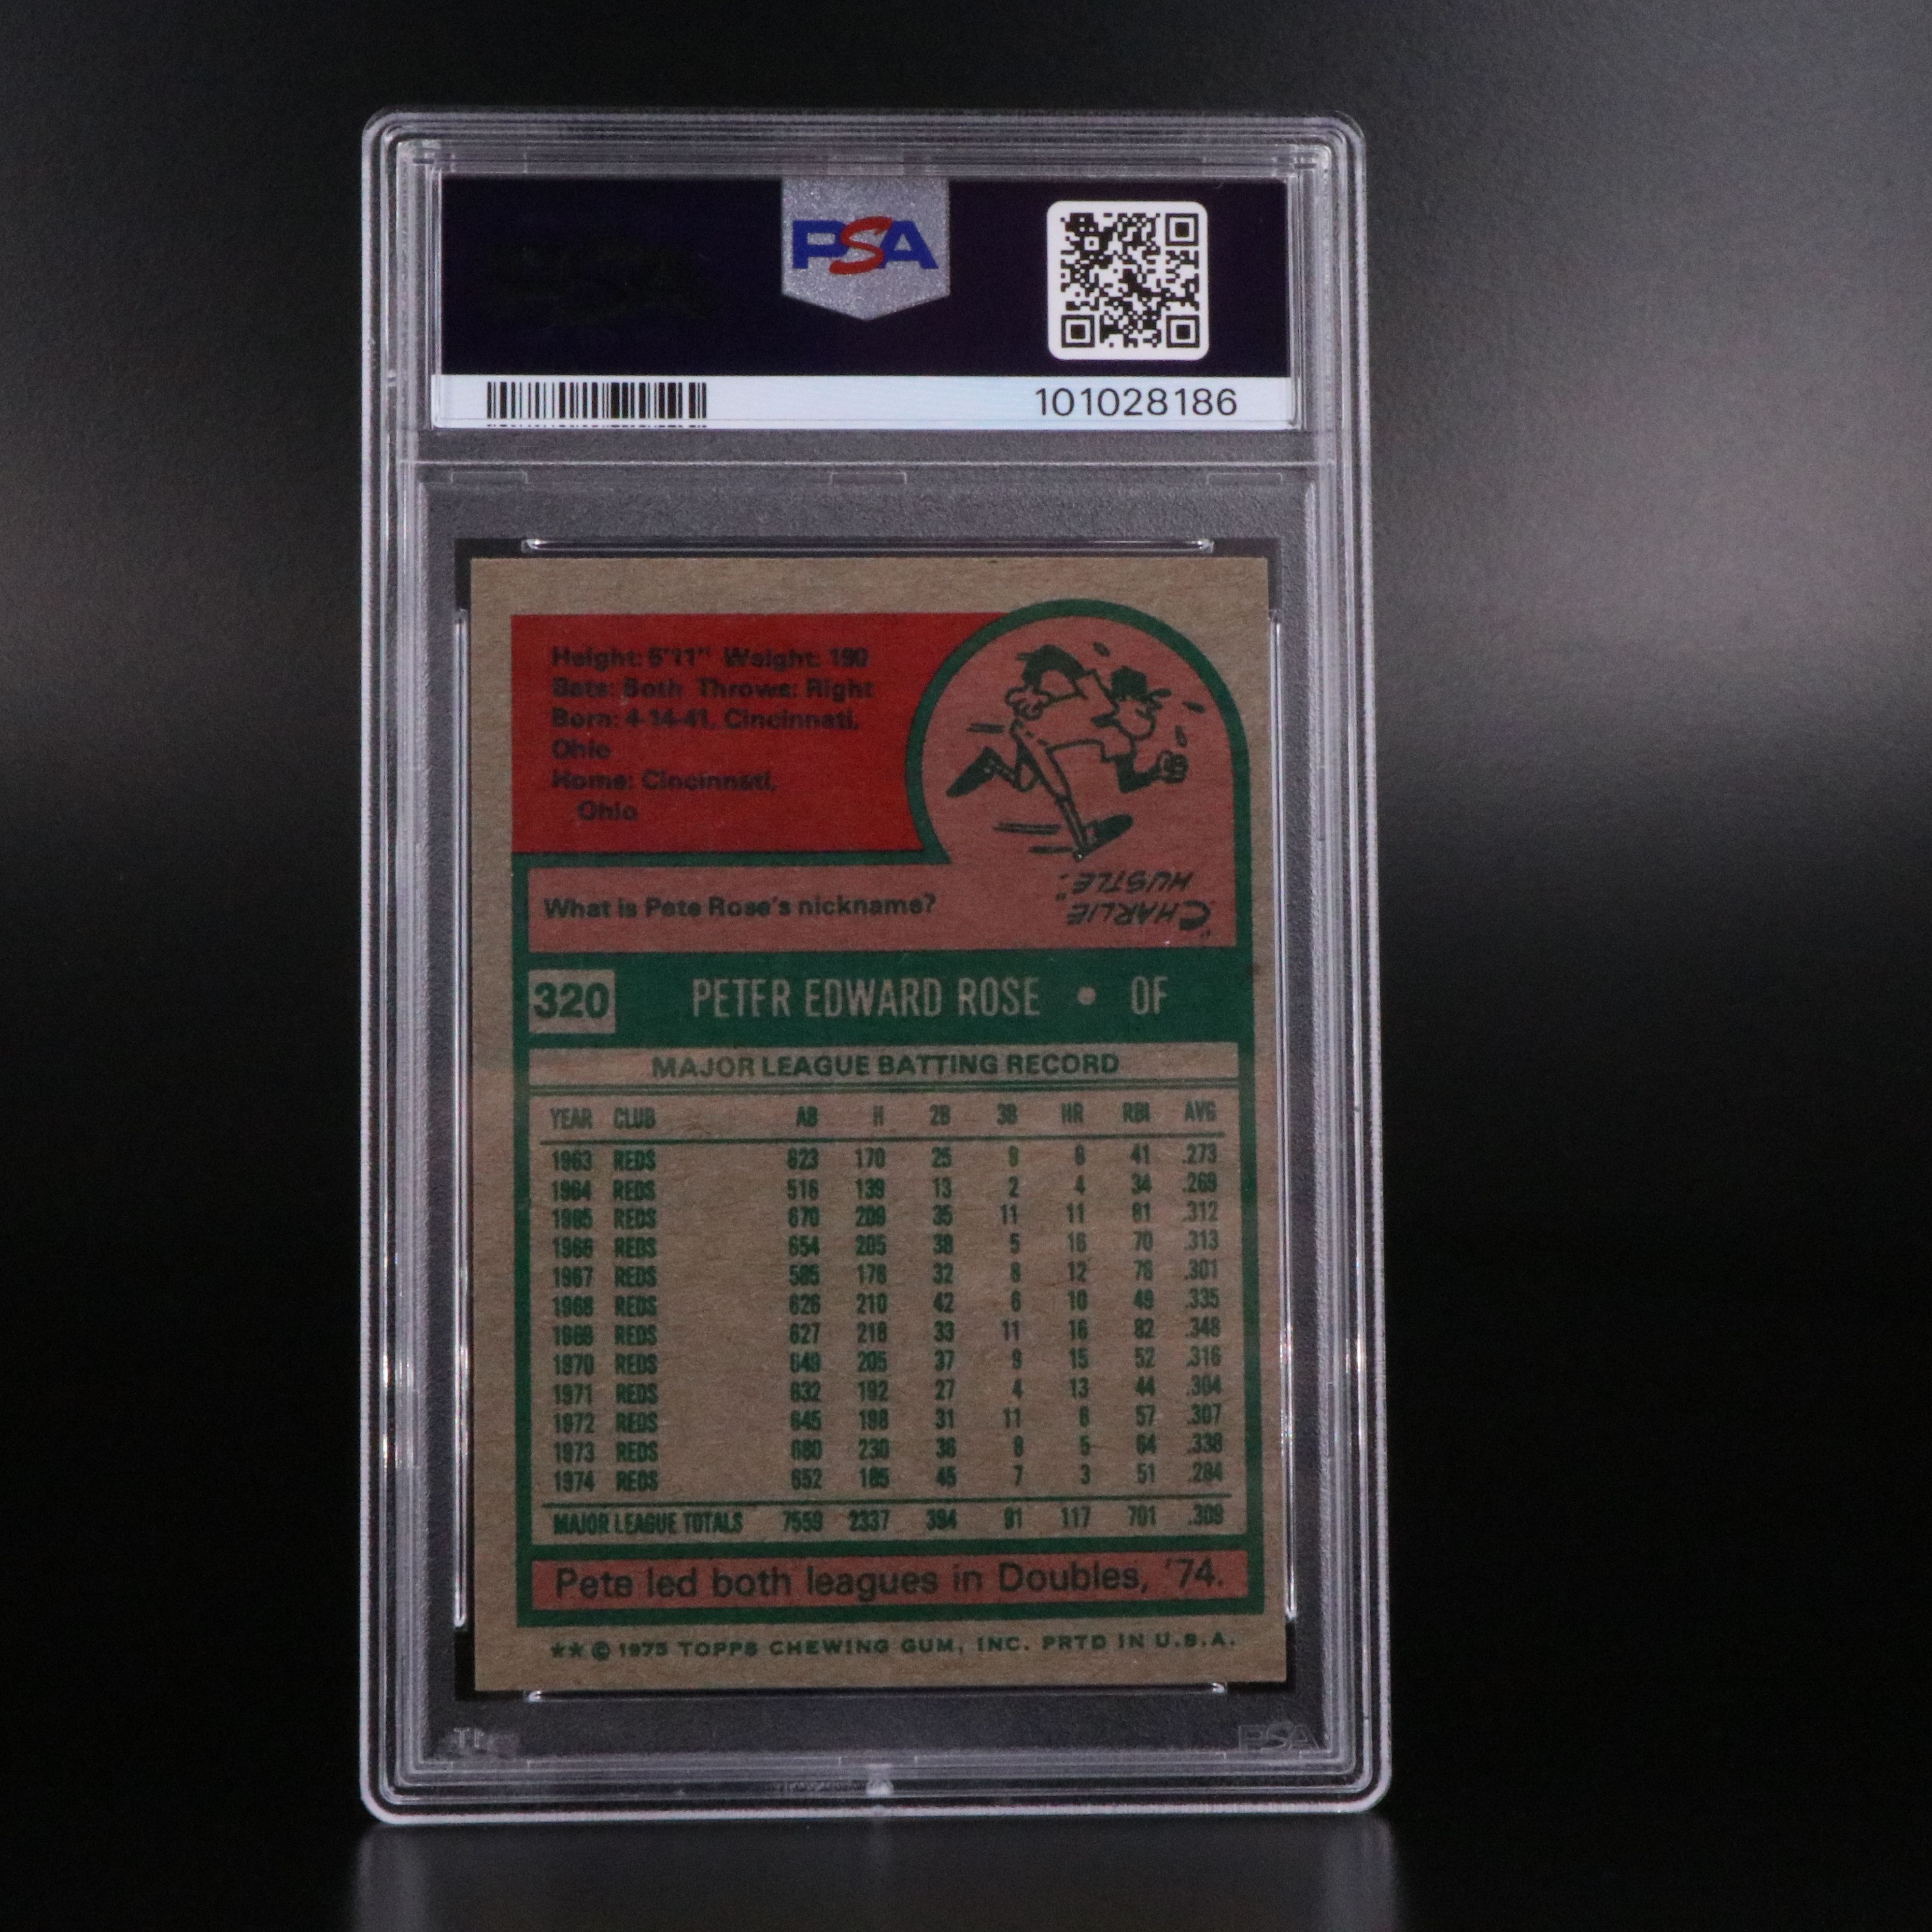 PSA
101028186
Height: 5'11" Weight: 190
Bats: Both Throws: Right
Born: 4-14-41, Cincinnati,
Ohio
Home: Cincinnati,
Ohio
What is Pete Rose's nickname?
"CHARLIE
HUSTLE."
320 PETER EDWARD ROSE • OF
MAJOR LEAGUE BATTING RECORD
YEAR CLUB AB H 2B 3B HR RBI AVG
1963 REDS 623 170 25 9 6 41 .273
1964 REDS 516 139 13 2 4 34 .269
1965 REDS 670 209 35 11 11 81 .312
1966 REDS 654 205 38 5 16 70 .313
1967 REDS 585 176 32 8 12 76 .301
1968 REDS 626 210 42 6 10 49 .335
1969 REDS 627 218 33 11 16 82 .348
1970 REDS 649 205 37 9 15 52 .316
1971 REDS 632 192 27 4 13 44 .304
1972 REDS 645 198 31 11 6 57 .307
1973 REDS 680 230 36 8 5 64 .338
1974 REDS 652 185 45 7 3 51 .284
MAJOR LEAGUE TOTALS 7559 2337 394 91 117 701 .309
Pete led both leagues in Doubles, '74.
** © 1975 TOPPS CHEWING GUM, INC. PRTD IN U.S.A.
PSA